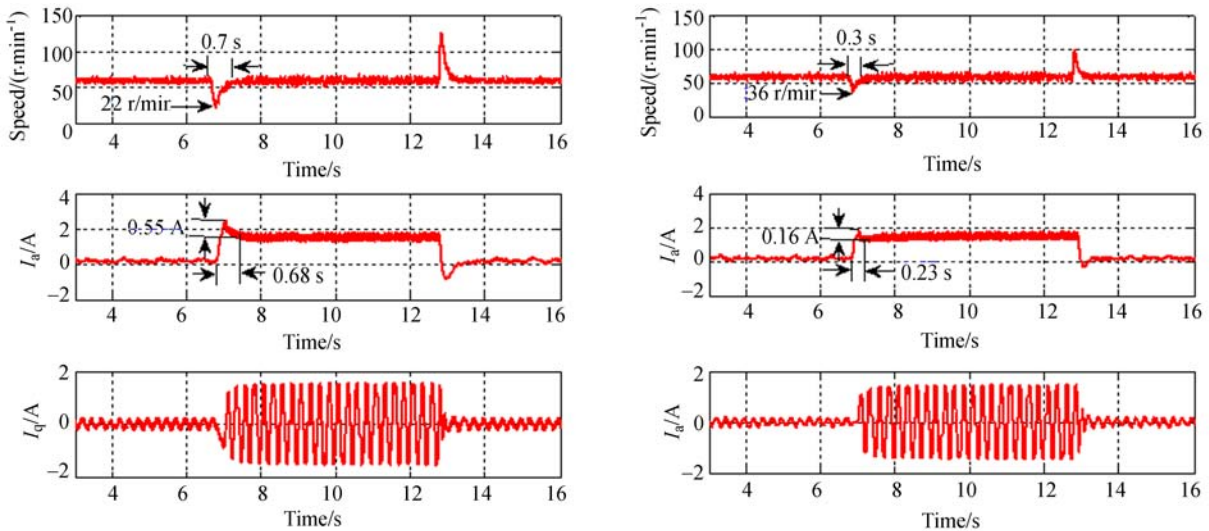 Speed/(r·min⁻¹)
150
100
50
0
0.7 s
22 r/mir
4 6 8 10 12 14 16
Time/s
Iₐ/A
4
2
0
−2
0.55 A
0.68 s
4 6 8 10 12 14 16
Time/s
I_q/A
2
0
−2
4 6 8 10 12 14 16
Time/s
Speed/(r·min⁻¹)
150
100
50
0
0.3 s
36 r/mir
4 6 8 10 12 14 16
Time/s
Iₐ/A
4
2
0
−2
0.16 A
0.23 s
4 6 8 10 12 14 16
Time/s
Iₐ/A
2
0
−2
4 6 8 10 12 14 16
Time/s